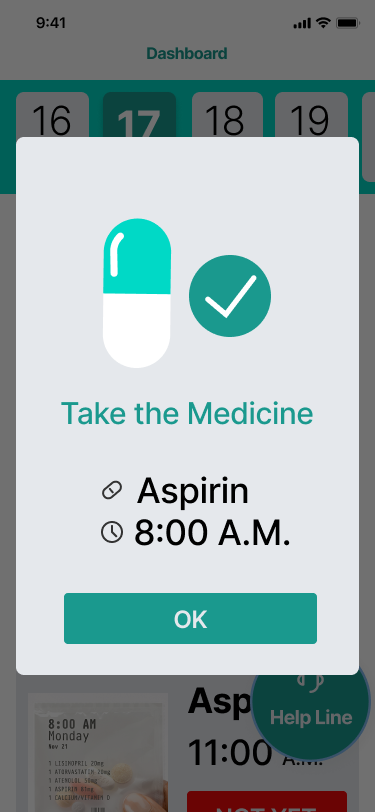 9:41
Dashboard
16 17 18 19
Take the Medicine
Aspirin
8:00 A.M.
OK
Asp
Help Line
11:00 A.M.
NOT YET
8:00 AM
Monday
Nov 21
1 LISINOPRIL 20mg
1 ATORVASTATIN 20mg
1 ATENOLOL 50mg
1 ASPIRIN 81mg
1 CALCIUM/VITAMIN D